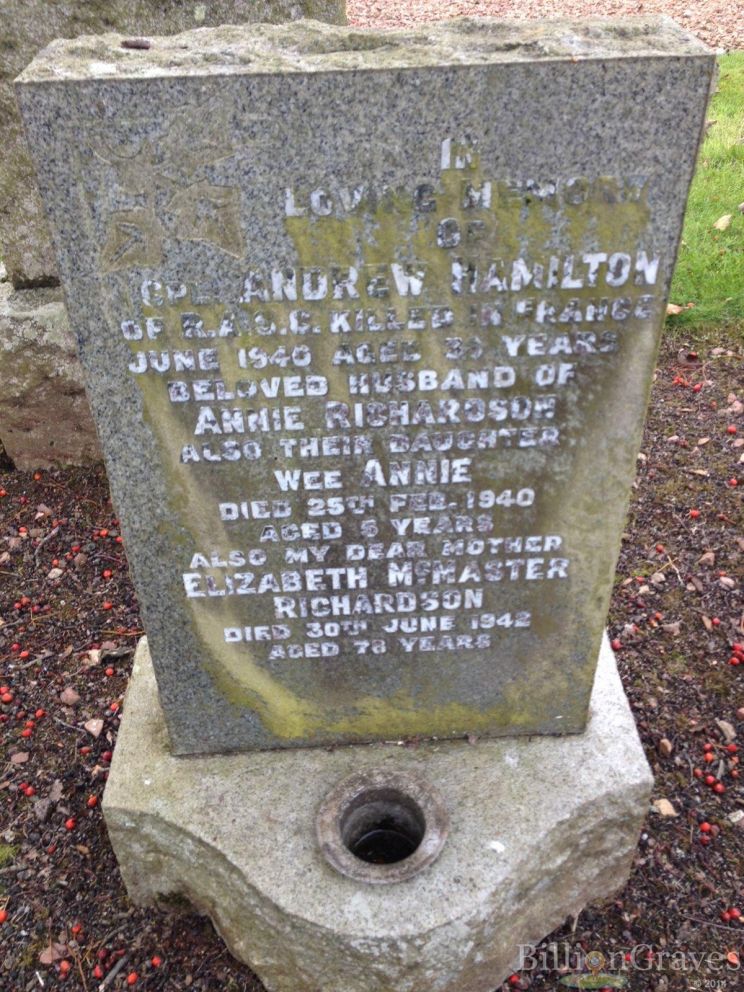 IN
LOVING MEMORY
OF
CPL. ANDREW HAMILTON
OF R.A.S.C. KILLED IN FRANCE
JUNE 1940 AGED YEARS
BELOVED HUSBAND OF
ANNIE RICHARDSON
ALSO THEIR DAUGHTER
WEE ANNIE
DIED 25TH FEB. 1940
AGED 5 YEARS
ALSO MY DEAR MOTHER
ELIZABETH McMASTER
RICHARDSON
DIED 30TH JUNE 1942
AGED 78 YEARS
BillionGraves
© 2014